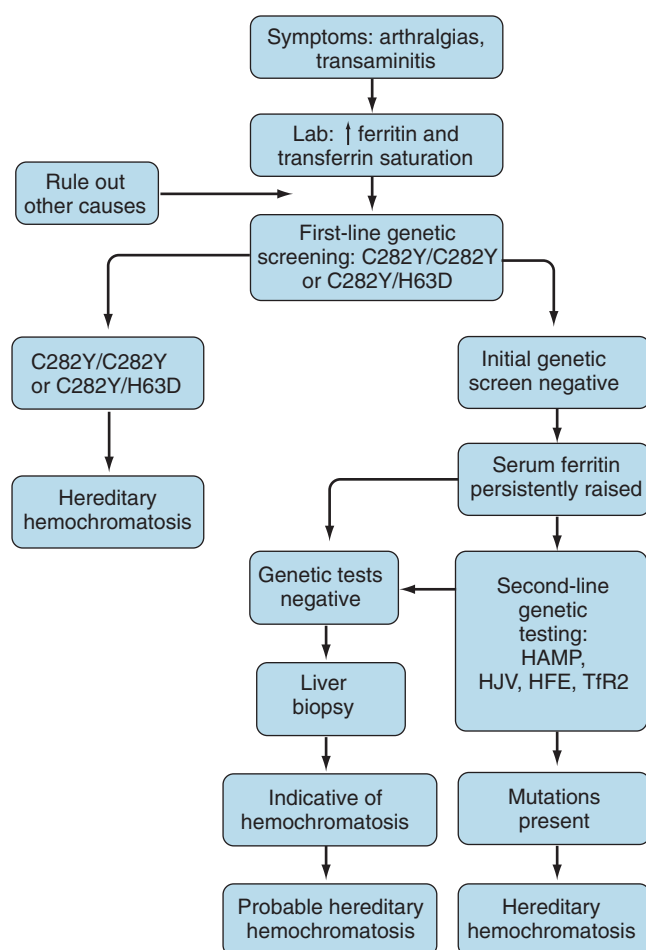 Symptoms: arthralgias,
transaminitis
Lab: ↑ ferritin and
transferrin saturation
Rule out
other causes
First-line genetic
screening: C282Y/C282Y
or C282Y/H63D
C282Y/C282Y
or C282Y/H63D
Initial genetic
screen negative
Hereditary
hemochromatosis
Serum ferritin
persistently raised
Genetic tests
negative
Second-line
genetic
testing:
HAMP,
HJV, HFE, TfR2
Liver
biopsy
Indicative of
hemochromatosis
Mutations
present
Probable hereditary
hemochromatosis
Hereditary
hemochromatosis